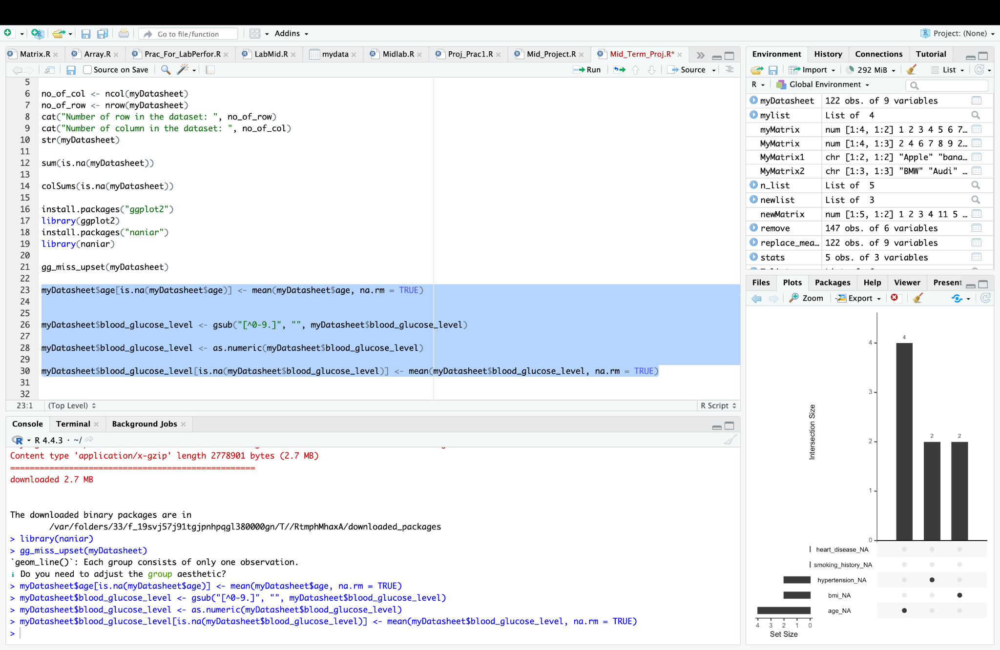 Go to file/function
Addins
Project: (None)
Matrix.R
Array.R
Prac_For_LabPerfor.R
LabMid.R
mydata
Midlab.R
Proj_Prac1.R
Mid_Project.R
Mid_Term_Proj.R*
Source on Save
Run
Source
5
6 no_of_col <- ncol(myDatasheet)
7 no_of_row <- nrow(myDatasheet)
8 cat("Number of row in the dataset: ", no_of_row)
9 cat("Number of column in the dataset: ", no_of_col)
10 str(myDatasheet)
11
12 sum(is.na(myDatasheet))
13
14 colSums(is.na(myDatasheet))
15
16 install.packages("ggplot2")
17 library(ggplot2)
18 install.packages("naniar")
19 library(naniar)
20
21 gg_miss_upset(myDatasheet)
22
23 myDatasheet$age[is.na(myDatasheet$age)] <- mean(myDatasheet$age, na.rm = TRUE)
24
25
26 myDatasheet$blood_glucose_level <- gsub("[^0-9.]", "", myDatasheet$blood_glucose_level)
27
28 myDatasheet$blood_glucose_level <- as.numeric(myDatasheet$blood_glucose_level)
29
30 myDatasheet$blood_glucose_level[is.na(myDatasheet$blood_glucose_level)] <- mean(myDatasheet$blood_glucose_level, na.rm = TRUE)
31
32
23:1 (Top Level) R Script
Console Terminal Background Jobs
R 4.4.3 · ~/
Content type 'application/x-gzip' length 2778901 bytes (2.7 MB)
==================================================
downloaded 2.7 MB
The downloaded binary packages are in
/var/folders/33/f_19svj57j91tgjpnhpqgl380000gn/T//RtmphMhaxA/downloaded_packages
> library(naniar)
> gg_miss_upset(myDatasheet)
`geom_line()`: Each group consists of only one observation.
i Do you need to adjust the group aesthetic?
> myDatasheet$age[is.na(myDatasheet$age)] <- mean(myDatasheet$age, na.rm = TRUE)
> myDatasheet$blood_glucose_level <- gsub("[^0-9.]", "", myDatasheet$blood_glucose_level)
> myDatasheet$blood_glucose_level <- as.numeric(myDatasheet$blood_glucose_level)
> myDatasheet$blood_glucose_level[is.na(myDatasheet$blood_glucose_level)] <- mean(myDatasheet$blood_glucose_level, na.rm = TRUE)
>
Environment History Connections Tutorial
Import 292 MiB List
R Global Environment
myDatasheet 122 obs. of 9 variables
mylist List of 4
myMatrix num [1:4, 1:2] 1 2 3 4 5 6 7…
MyMatrix num [1:4, 1:3] 2 4 6 7 8 9 2…
MyMatrix1 chr [1:2, 1:2] "Apple" "bana…
MyMatrix2 chr [1:3, 1:3] "BMW" "Audi" …
n_list List of 5
newlist List of 3
newMatrix num [1:5, 1:2] 1 2 3 4 11 5 …
remove 147 obs. of 6 variables
replace_mea… 122 obs. of 9 variables
stats 5 obs. of 3 variables
Files Plots Packages Help Viewer Present
Zoom Export
4
4
3
2 2
2
1
0
Intersection Size
heart_disease_NA
smoking_history_NA
hypertension_NA
bmi_NA
age_NA
4 3 2 1 0
Set Size